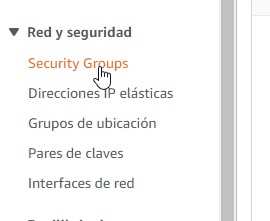 Red y seguridad
Security Groups
Direcciones IP elásticas
Grupos de ubicación
Pares de claves
Interfaces de red